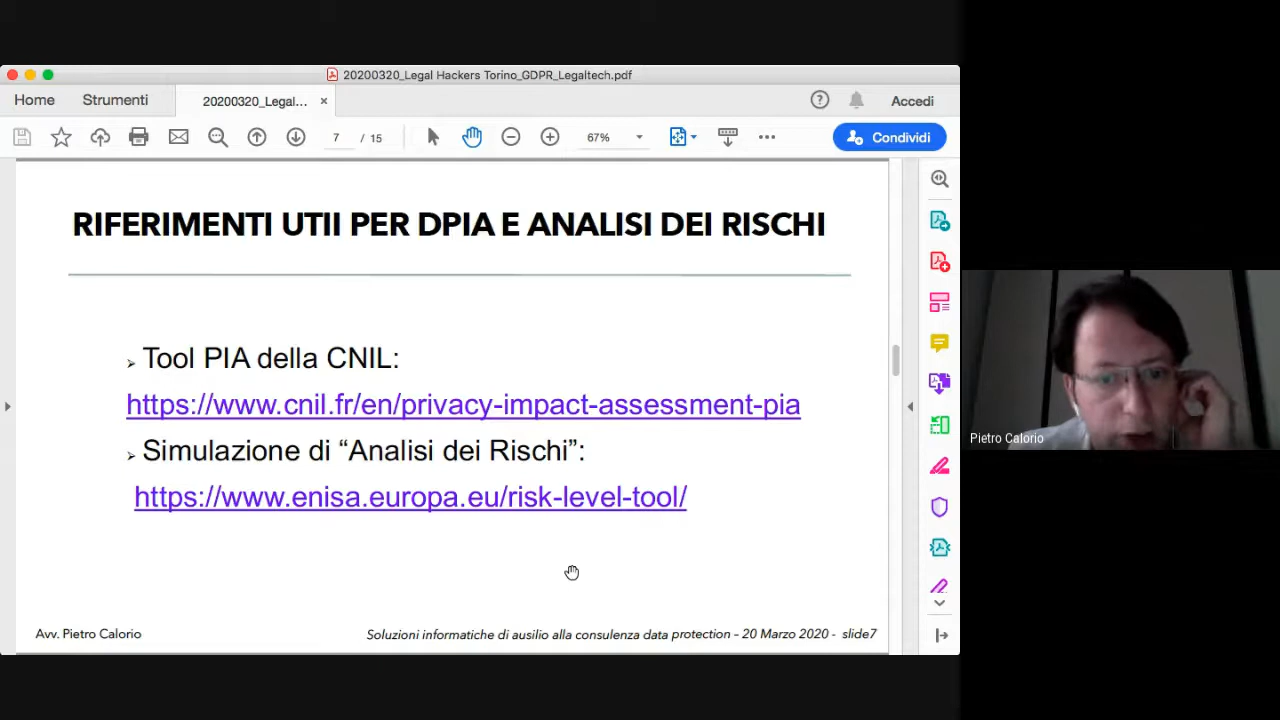 20200320_Legal Hackers Torino_GDPR_Legaltech.pdf
Home
Strumenti
20200320_Legal...
×
Accedi
7 / 15
67%
Condividi
RIFERIMENTI UTII PER DPIA E ANALISI DEI RISCHI
➢ Tool PIA della CNIL:
https://www.cnil.fr/en/privacy-impact-assessment-pia
➢ Simulazione di “Analisi dei Rischi”:
https://www.enisa.europa.eu/risk-level-tool/
Avv. Pietro Calorio
Soluzioni informatiche di ausilio alla consulenza data protection – 20 Marzo 2020 - slide7
Pietro Calorio